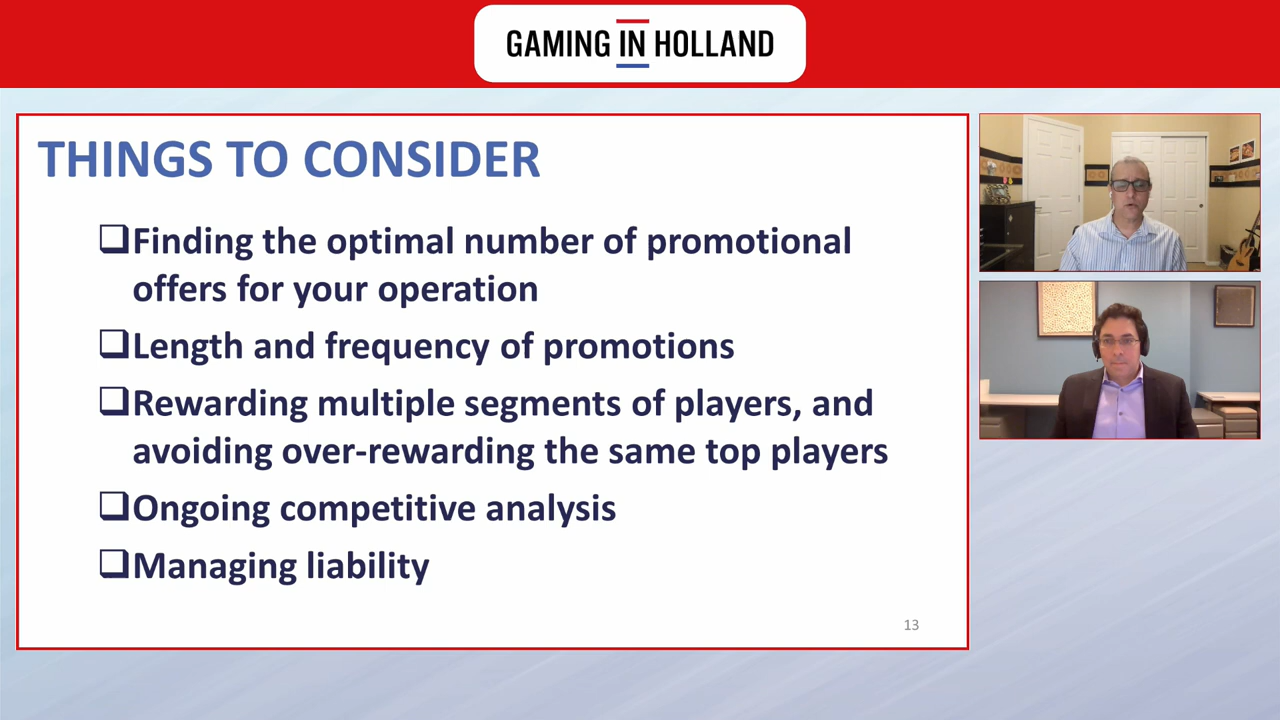 GAMING IN HOLLAND
THINGS TO CONSIDER
❑Finding the optimal number of promotional
offers for your operation
❑Length and frequency of promotions
❑Rewarding multiple segments of players, and
avoiding over-rewarding the same top players
❑Ongoing competitive analysis
❑Managing liability
13